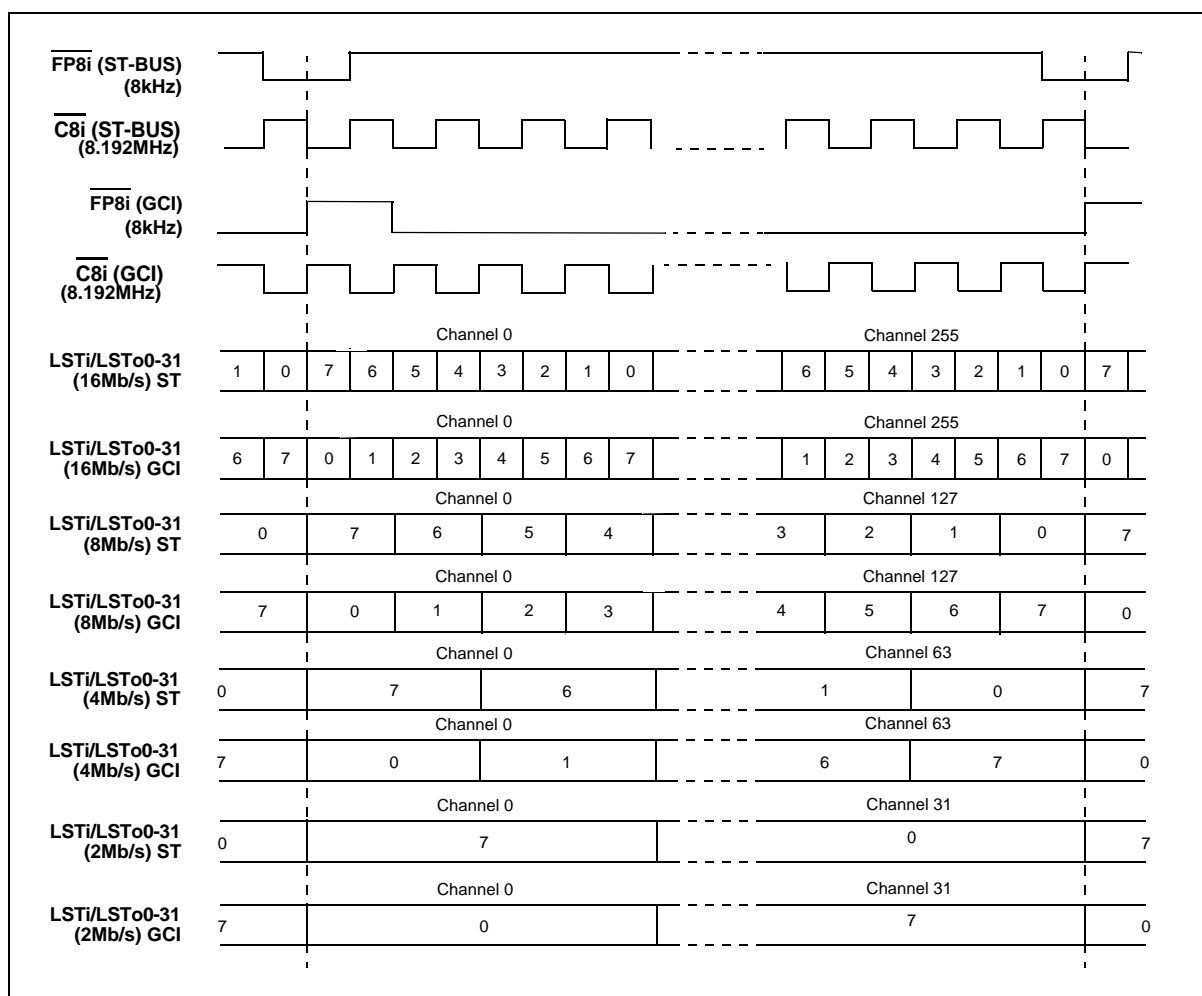 FP8i (ST-BUS)
(8kHz)
C8i (ST-BUS)
(8.192MHz)
FP8i (GCI)
(8kHz)
C8i (GCI)
(8.192MHz)
Channel 0 Channel 255
LSTi/LSTo0-31
(16Mb/s) ST
1 0 7 6 5 4 3 2 1 0 6 5 4 3 2 1 0 7
Channel 0 Channel 255
LSTi/LSTo0-31
(16Mb/s) GCI
6 7 0 1 2 3 4 5 6 7 1 2 3 4 5 6 7 0
Channel 0 Channel 127
LSTi/LSTo0-31
(8Mb/s) ST
0 7 6 5 4 3 2 1 0 7
Channel 0 Channel 127
LSTi/LSTo0-31
(8Mb/s) GCI
7 0 1 2 3 4 5 6 7 0
Channel 0 Channel 63
LSTi/LSTo0-31
(4Mb/s) ST
0 7 6 1 0 7
Channel 0 Channel 63
LSTi/LSTo0-31
(4Mb/s) GCI
7 0 1 6 7 0
Channel 0 Channel 31
LSTi/LSTo0-31
(2Mb/s) ST
0 7 0 7
Channel 0 Channel 31
LSTi/LSTo0-31
(2Mb/s) GCI
7 0 7 0